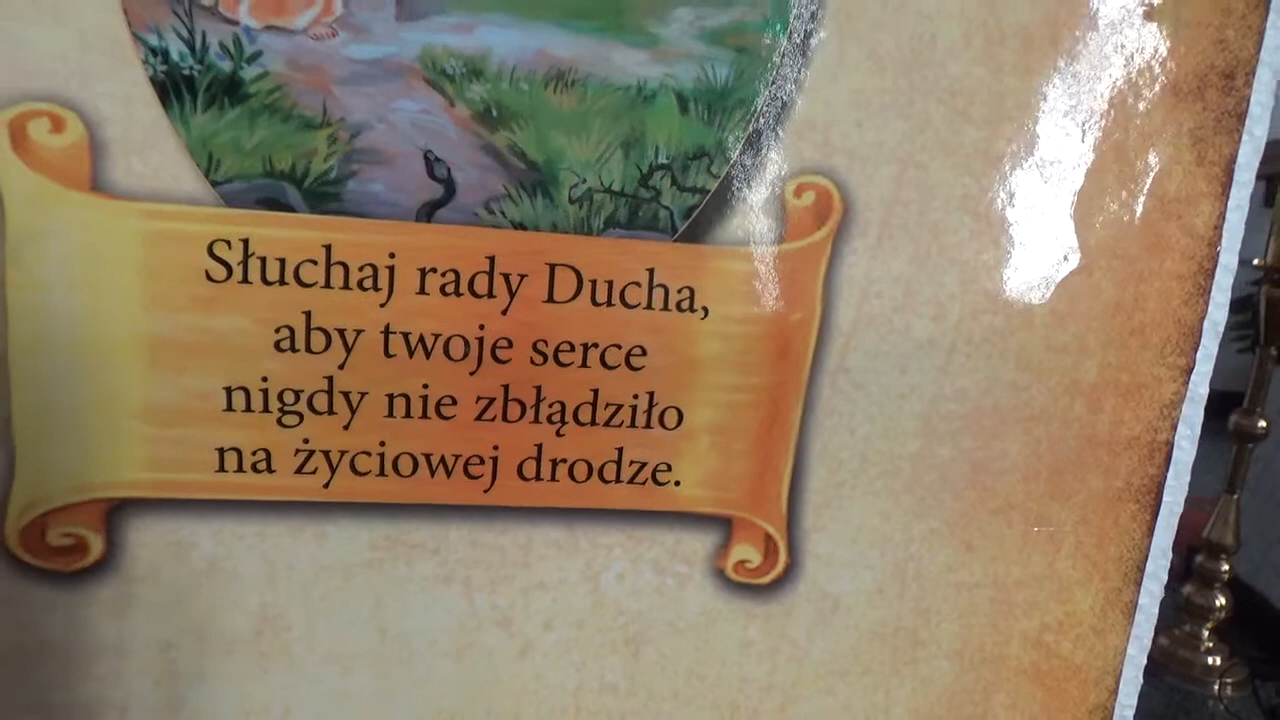 Słuchaj rady Ducha,
aby twoje serce
nigdy nie zbłądziło
na życiowej drodze.